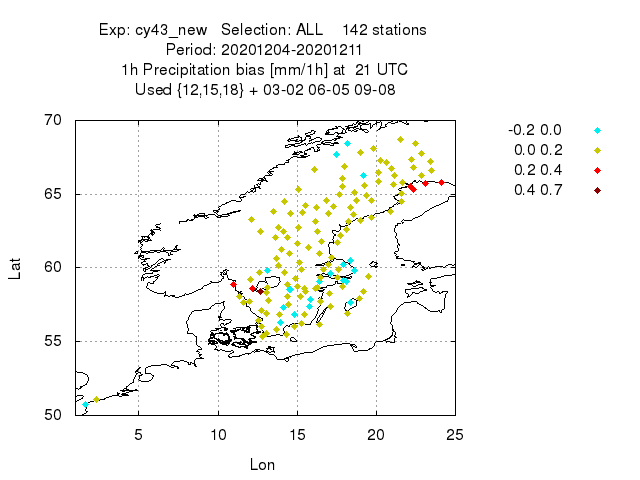 Exp: cy43_new   Selection: ALL    142 stations
Period: 20201204-20201211
1h Precipitation bias [mm/1h] at  21 UTC
Used {12,15,18} + 03-02 06-05 09-08
70
65
60
55
50
Lat
5 10 15 20 25
Lon
-0.2 0.0
0.0 0.2
0.2 0.4
0.4 0.7